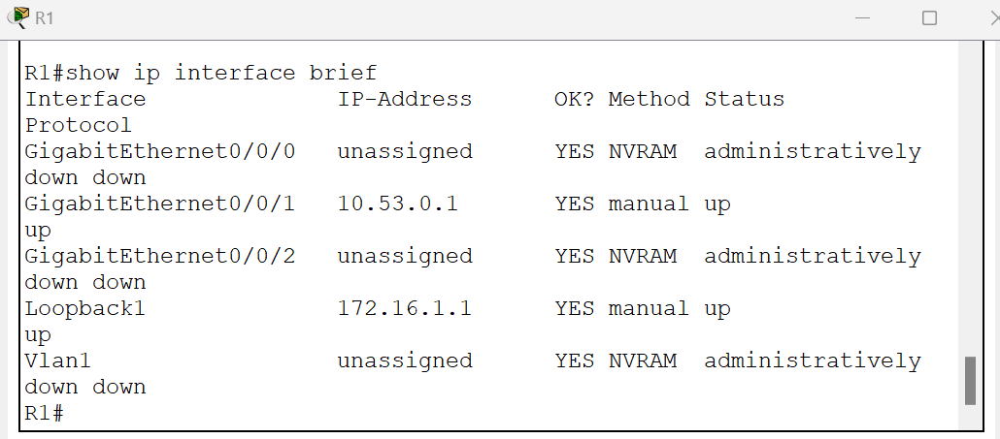 R1
R1#show ip interface brief
Interface              IP-Address      OK? Method Status
Protocol
GigabitEthernet0/0/0   unassigned      YES NVRAM  administratively
down down
GigabitEthernet0/0/1   10.53.0.1       YES manual up
up
GigabitEthernet0/0/2   unassigned      YES NVRAM  administratively
down down
Loopback1              172.16.1.1      YES manual up
up
Vlan1                  unassigned      YES NVRAM  administratively
down down
R1#